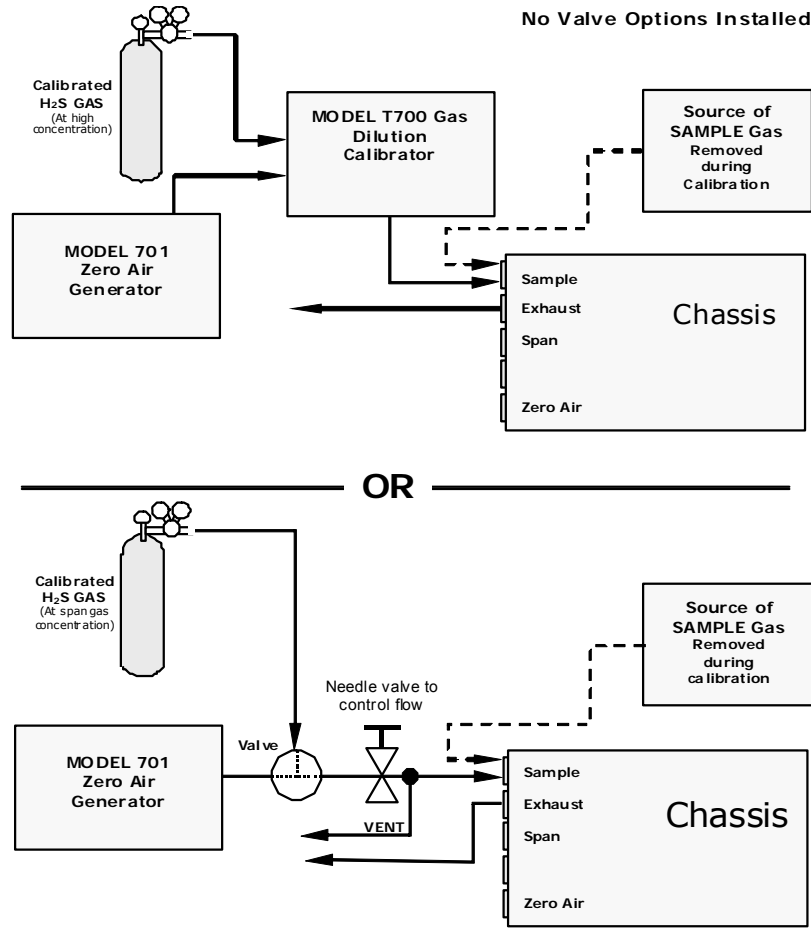 No Valve Options Installed
Calibrated
H₂S GAS
(At high
concentration)
MODEL T700 Gas
Dilution
Calibrator
Source of
SAMPLE Gas
Removed
during
Calibration
MODEL 701
Zero Air
Generator
Sample
Exhaust
Span
Zero Air
Chassis
OR
Calibrated
H₂S GAS
(At span gas
concentration)
Source of
SAMPLE Gas
Removed
during
calibration
Needle valve to
control flow
Valve
MODEL 701
Zero Air
Generator
VENT
Sample
Exhaust
Span
Zero Air
Chassis